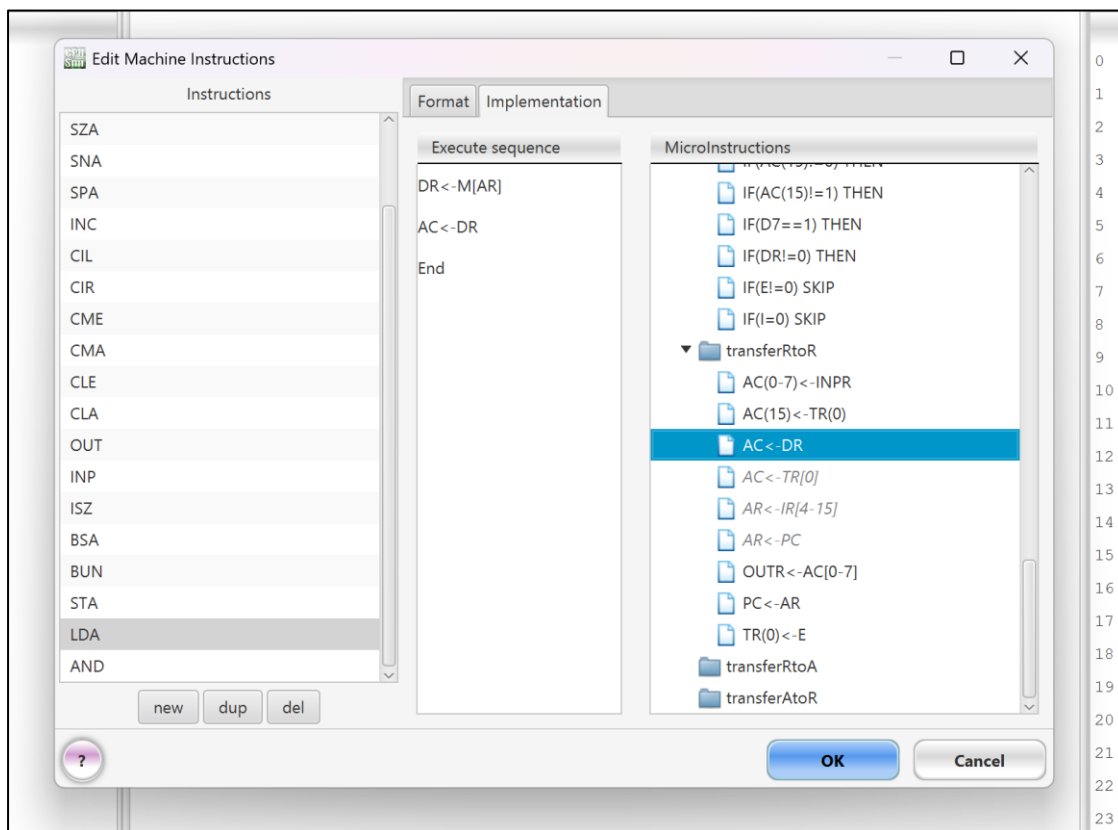 Edit Machine Instructions
Instructions
SZA
SNA
SPA
INC
CIL
CIR
CME
CMA
CLE
CLA
OUT
INP
ISZ
BSA
BUN
STA
LDA
AND
new dup del
Format Implementation
Execute sequence
DR<-M[AR]
AC<-DR
End
MicroInstructions
IF(AC(15)!=1) THEN
IF(D7==1) THEN
IF(DR!=0) THEN
IF(E!=0) SKIP
IF(I=0) SKIP
transferRtoR
AC(0-7)<-INPR
AC(15)<-TR(0)
AC<-DR
AC<-TR[0]
AR<-IR[4-15]
AR<-PC
OUTR<-AC[0-7]
PC<-AR
TR(0)<-E
transferRtoA
transferAtoR
?
OK Cancel
0
1
2
3
4
5
6
7
8
9
10
11
12
13
14
15
16
17
18
19
20
21
22
23